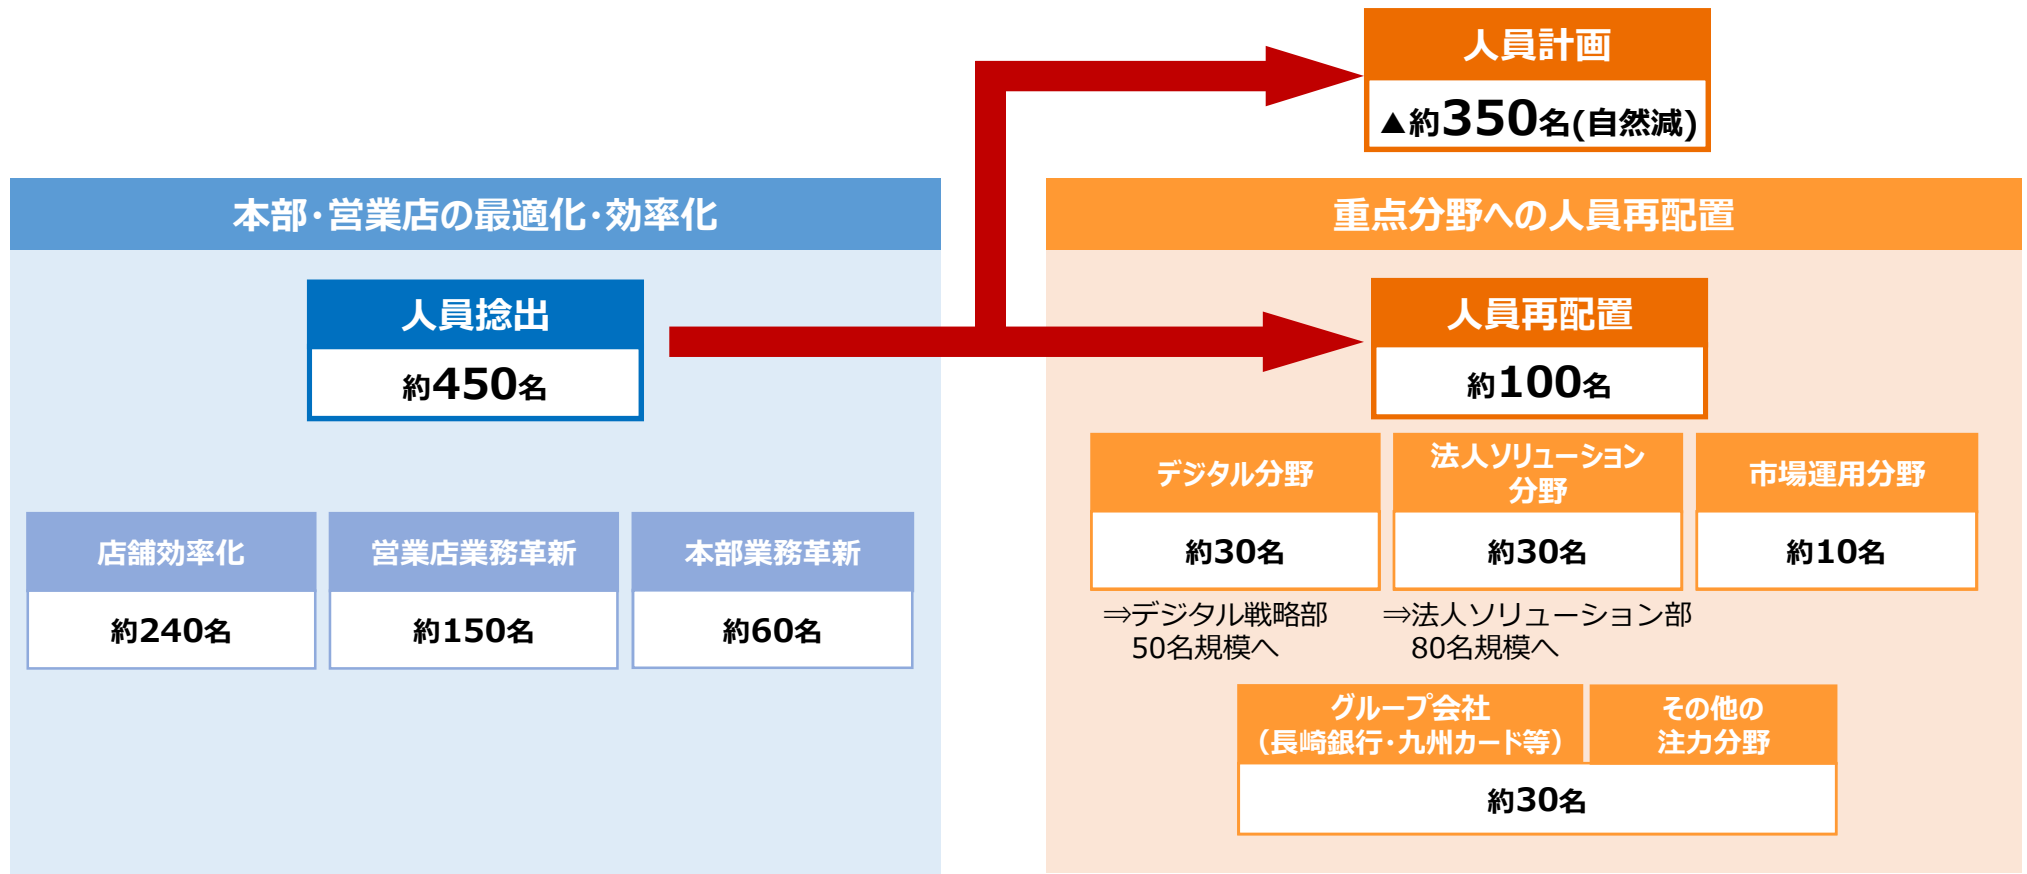 人員計画
▲約350名(自然減)
本部・営業店の最適化・効率化
人員捻出
約450名
店舗効率化
営業店業務革新
本部業務革新
約240名
約150名
約60名
重点分野への人員再配置
人員再配置
約100名
デジタル分野
法人ソリューション
分野
市場運用分野
約30名
約30名
約10名
⇒デジタル戦略部
50名規模へ
⇒法人ソリューション部
80名規模へ
グループ会社
（長崎銀行・九州カード等）
その他の
注力分野
約30名